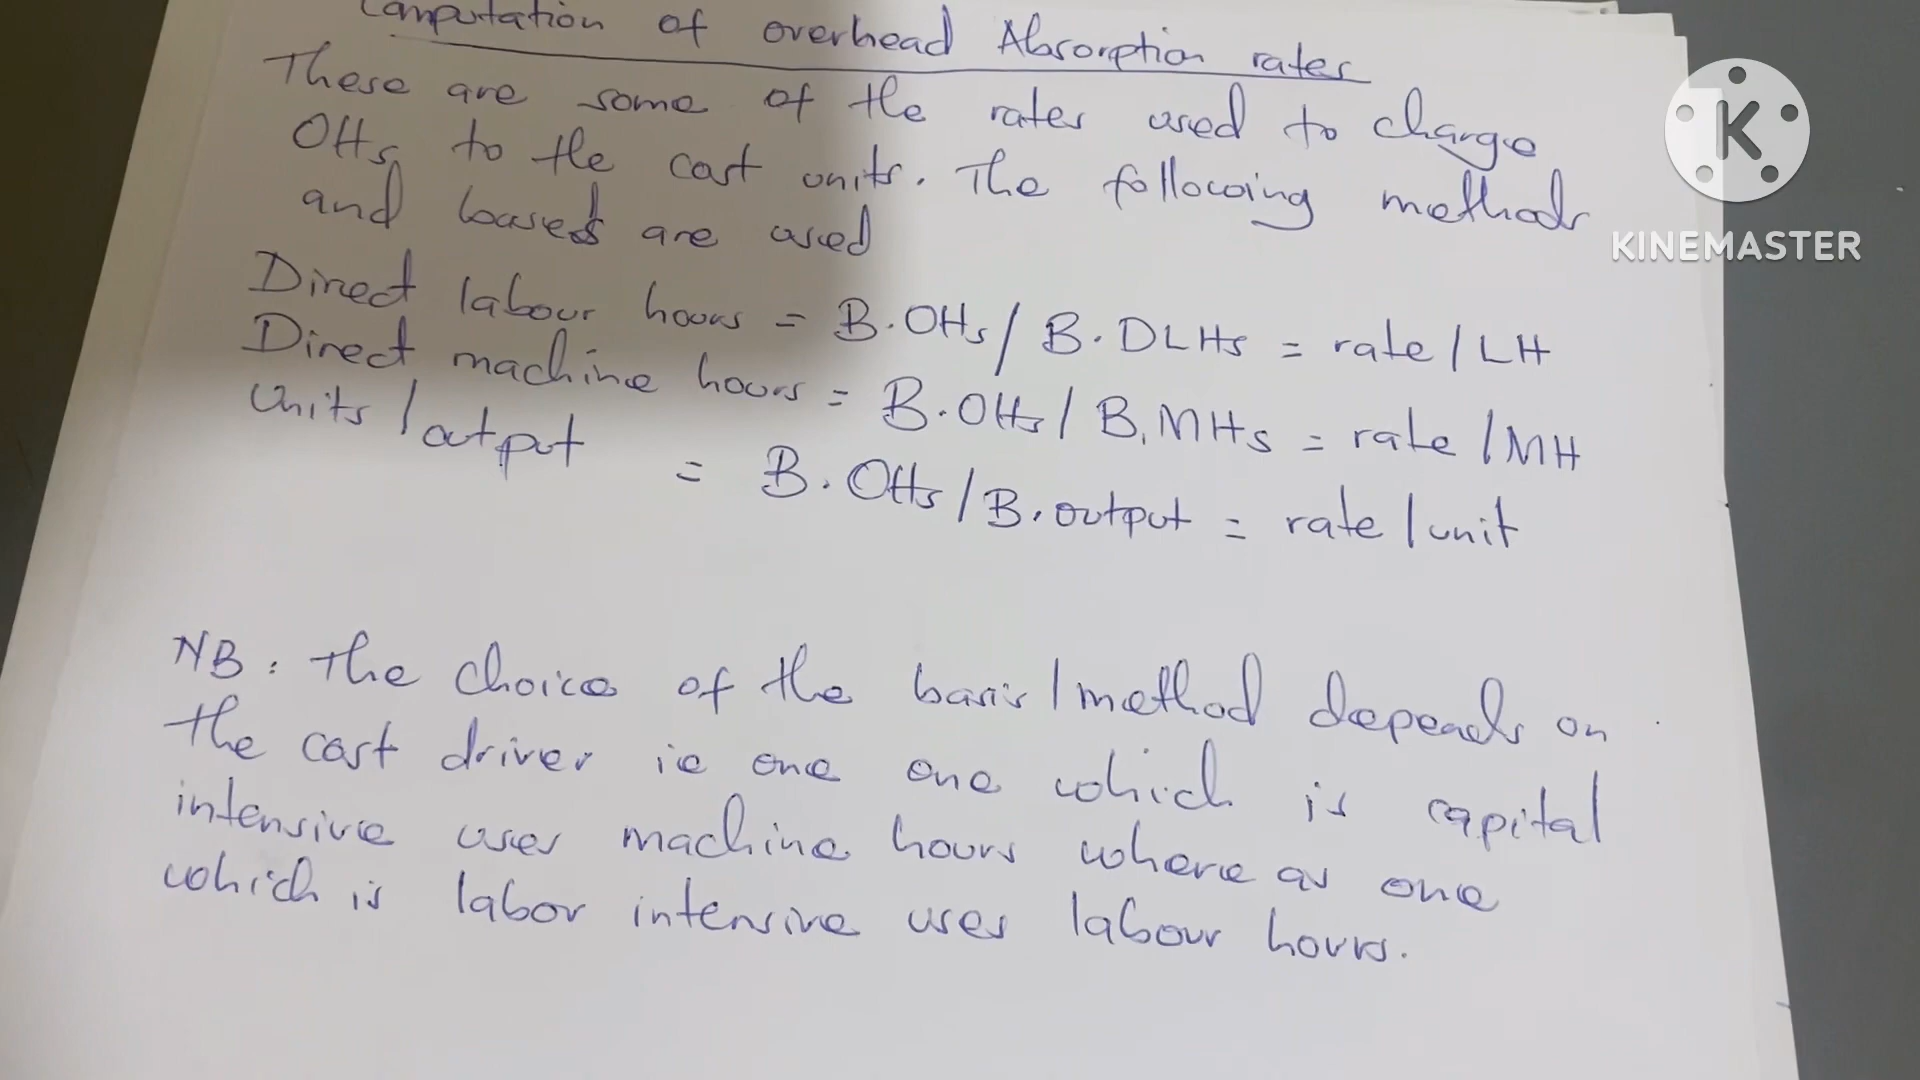 Computation of overhead Absorption rates
These are some of the rates used to charge
OHs to the cost units. The following methods
and bases are used
Direct labour hours = B.OHs / B.DLHs = rate / LH
Direct machine hours = B.OHs / B.MHs = rate / MH
Units / output = B.OHs / B.output = rate / unit
NB: The choice of the basis / method depends on
the cost driver ie one one which is capital
intensive uses machine hours where as one
which is labor intensive uses labour hours.
K
KINEMASTER